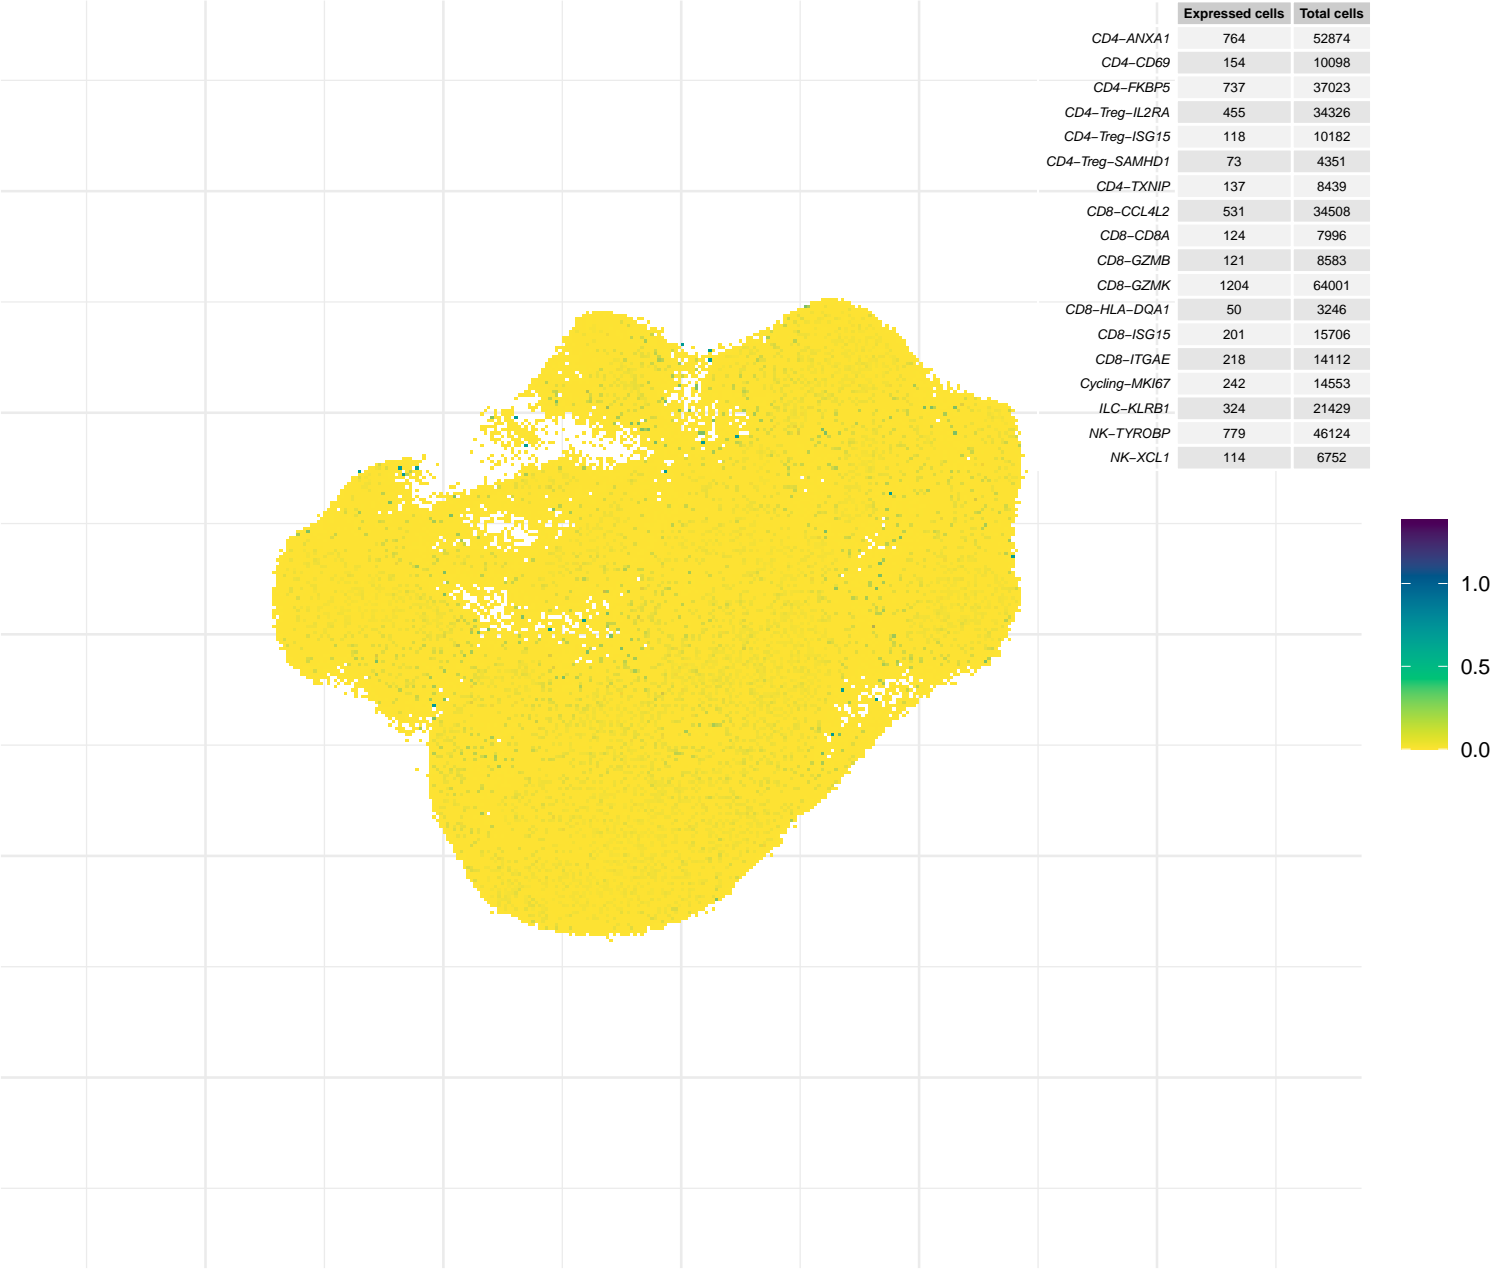 Expressed cells Total cells
CD4−ANXA1 764 52874
CD4−CD69 154 10098
CD4−FKBP5 737 37023
CD4−Treg−IL2RA 455 34326
CD4−Treg−ISG15 118 10182
CD4−Treg−SAMHD1 73 4351
CD4−TXNIP 137 8439
CD8−CCL4L2 531 34508
CD8−CD8A 124 7996
CD8−GZMB 121 8583
CD8−GZMK 1204 64001
CD8−HLA−DQA1 50 3246
CD8−ISG15 201 15706
CD8−ITGAE 218 14112
Cycling−MKI67 242 14553
ILC−KLRB1 324 21429
NK−TYROBP 779 46124
NK−XCL1 114 6752
1.0
0.5
0.0